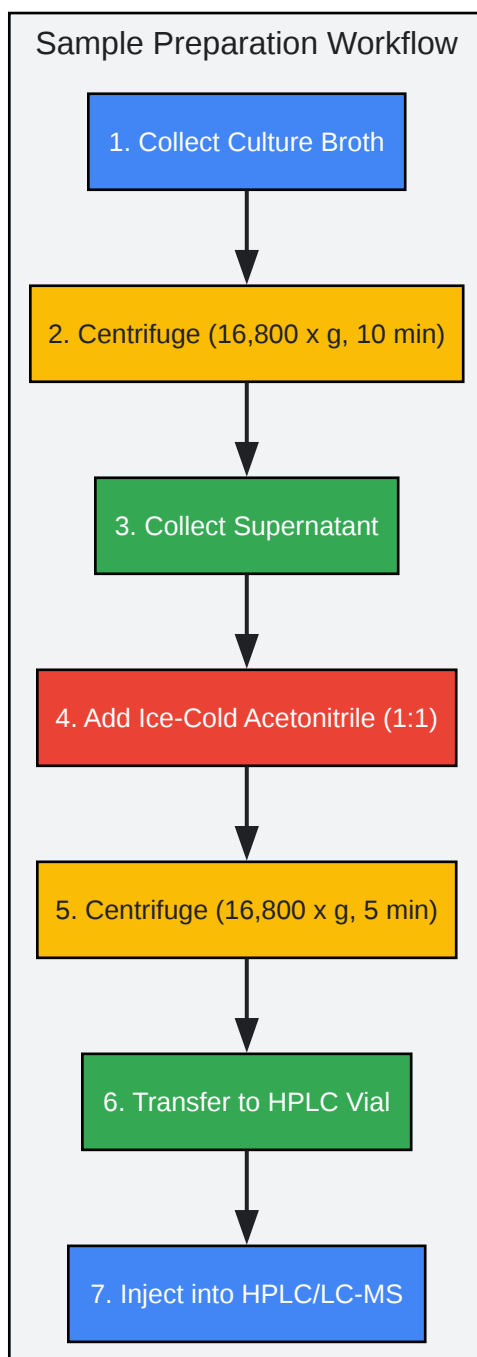 Sample Preparation Workflow
1. Collect Culture Broth
2. Centrifuge (16,800 x g, 10 min)
3. Collect Supernatant
4. Add Ice-Cold Acetonitrile (1:1)
5. Centrifuge (16,800 x g, 5 min)
6. Transfer to HPLC Vial
7. Inject into HPLC/LC-MS